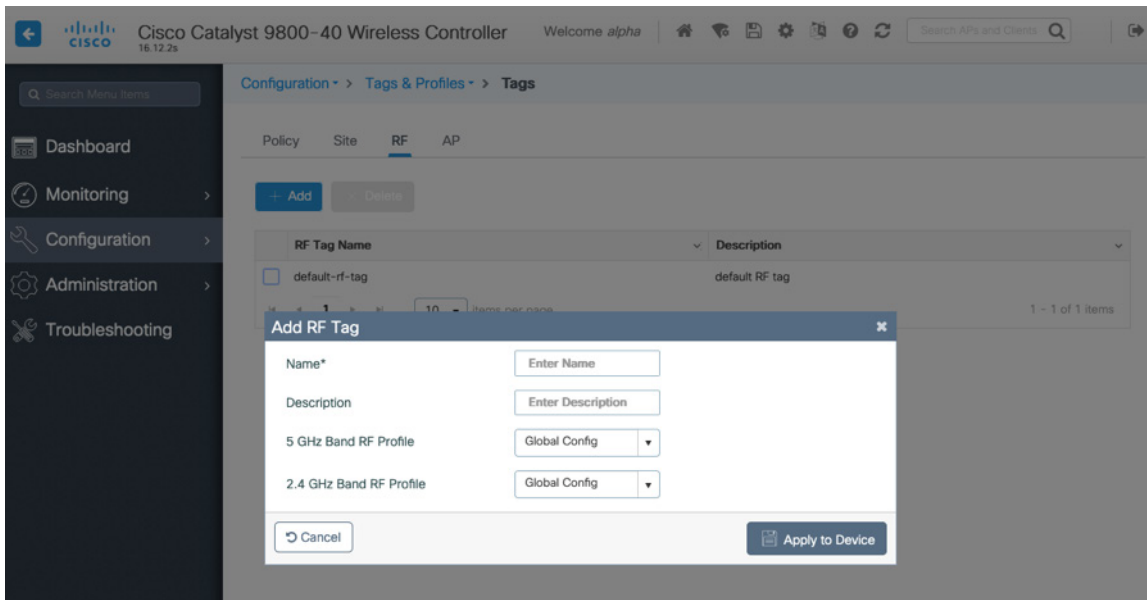 cisco
Cisco Catalyst 9800-40 Wireless Controller
16.12.2s
Welcome alpha
Search APs and Clients
Search Menu Items
Dashboard
Monitoring
Configuration
Administration
Troubleshooting
Configuration > Tags & Profiles > Tags
Policy Site RF AP
+ Add × Delete
RF Tag Name Description
default-rf-tag default RF tag
1 10 items per page 1 - 1 of 1 items
Add RF Tag
Name* Enter Name
Description Enter Description
5 GHz Band RF Profile Global Config
2.4 GHz Band RF Profile Global Config
Cancel Apply to Device